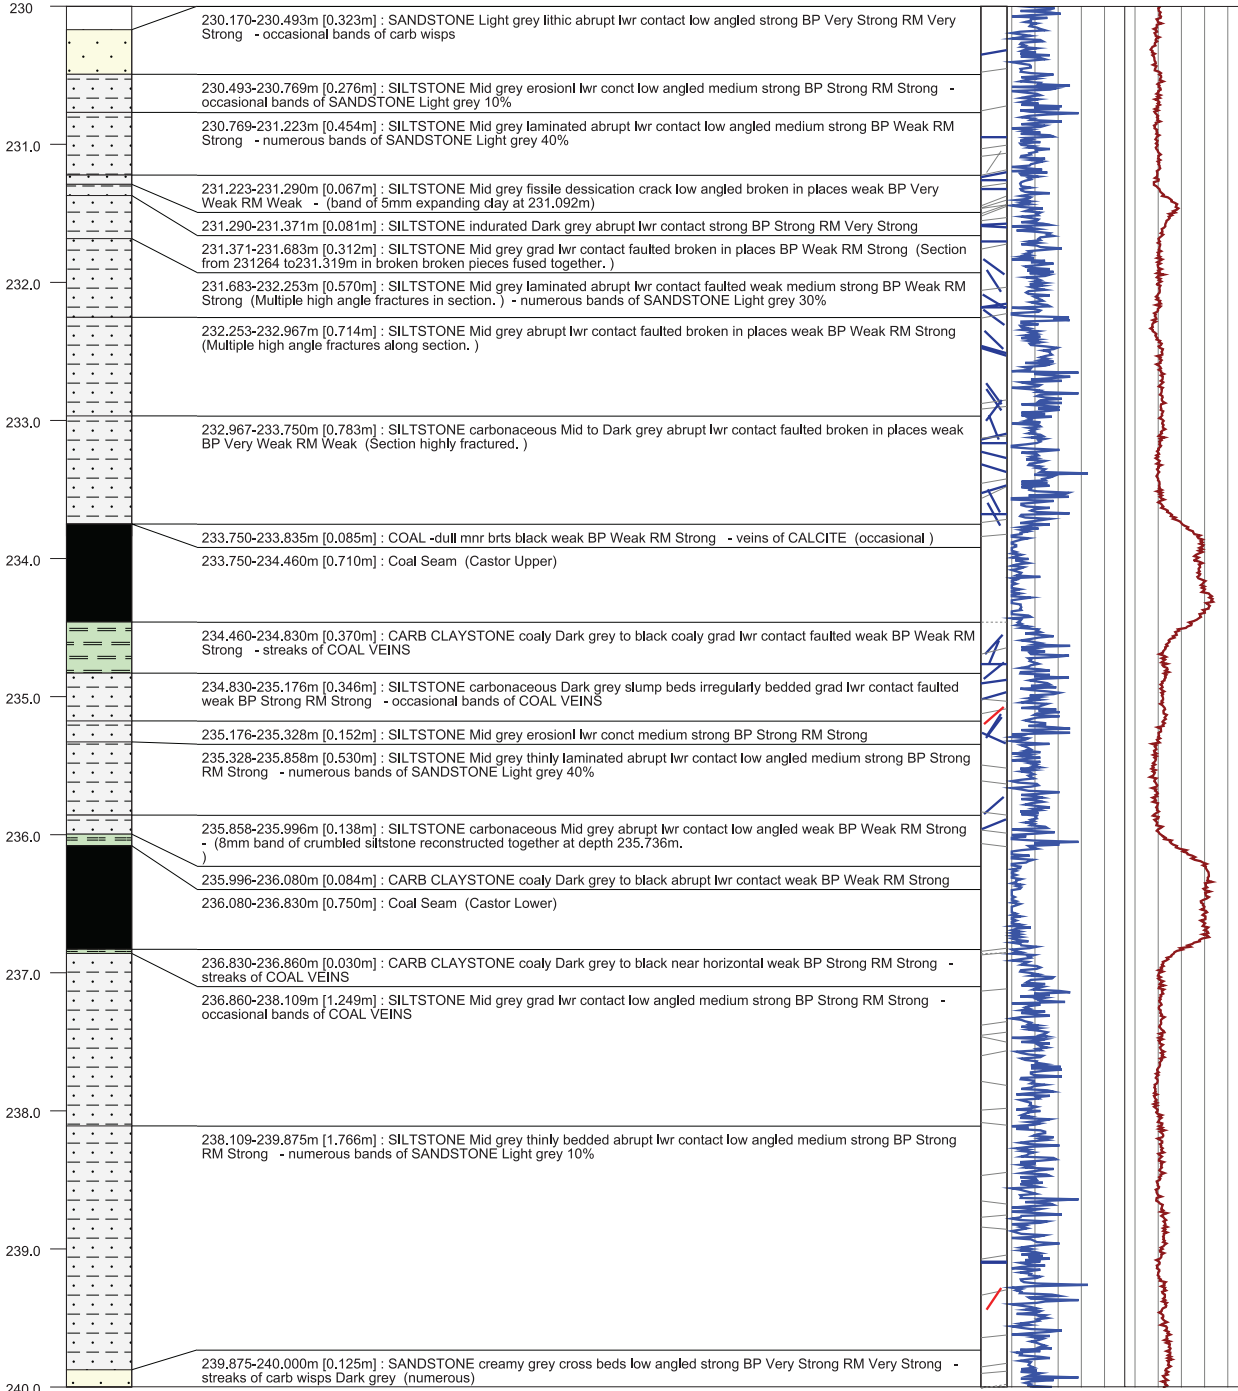 230
230.170-230.493m [0.323m] : SANDSTONE Light grey lithic abrupt lwr contact low angled strong BP Very Strong RM Very
Strong - occasional bands of carb wisps
230.493-230.769m [0.276m] : SILTSTONE Mid grey erosionl lwr conct low angled medium strong BP Strong RM Strong -
occasional bands of SANDSTONE Light grey 10%
230.769-231.223m [0.454m] : SILTSTONE Mid grey laminated abrupt lwr contact low angled medium strong BP Weak RM
Strong - numerous bands of SANDSTONE Light grey 40%
231.0
231.223-231.290m [0.067m] : SILTSTONE Mid grey fissile dessication crack low angled broken in places weak BP Very
Weak RM Weak - (band of 5mm expanding clay at 231.092m)
231.290-231.371m [0.081m] : SILTSTONE indurated Dark grey abrupt lwr contact strong BP Strong RM Very Strong
231.371-231.683m [0.312m] : SILTSTONE Mid grey grad lwr contact faulted broken in places BP Weak RM Strong (Section
from 231264 to231.319m in broken broken pieces fused together. )
231.683-232.253m [0.570m] : SILTSTONE Mid grey laminated abrupt lwr contact faulted weak medium strong BP Weak RM
Strong (Multiple high angle fractures in section. ) - numerous bands of SANDSTONE Light grey 30%
232.0
232.253-232.967m [0.714m] : SILTSTONE Mid grey abrupt lwr contact faulted broken in places weak BP Weak RM Strong
(Multiple high angle fractures along section. )
233.0
232.967-233.750m [0.783m] : SILTSTONE carbonaceous Mid to Dark grey abrupt lwr contact faulted broken in places weak
BP Very Weak RM Weak (Section highly fractured. )
233.750-233.835m [0.085m] : COAL -dull mnr brts black weak BP Weak RM Strong - veins of CALCITE (occasional )
233.750-234.460m [0.710m] : Coal Seam (Castor Upper)
234.0
234.460-234.830m [0.370m] : CARB CLAYSTONE coaly Dark grey to black coaly grad lwr contact faulted weak BP Weak RM
Strong - streaks of COAL VEINS
234.830-235.176m [0.346m] : SILTSTONE carbonaceous Dark grey slump beds irregularly bedded grad lwr contact faulted
weak BP Strong RM Strong - occasional bands of COAL VEINS
235.0
235.176-235.328m [0.152m] : SILTSTONE Mid grey erosionl lwr conct medium strong BP Strong RM Strong
235.328-235.858m [0.530m] : SILTSTONE Mid grey thinly laminated abrupt lwr contact low angled medium strong BP Strong
RM Strong - numerous bands of SANDSTONE Light grey 40%
236.0
235.858-235.996m [0.138m] : SILTSTONE carbonaceous Mid grey abrupt lwr contact low angled weak BP Weak RM Strong
- (8mm band of crumbled siltstone reconstructed together at depth 235.736m.
)
235.996-236.080m [0.084m] : CARB CLAYSTONE coaly Dark grey to black abrupt lwr contact weak BP Weak RM Strong
236.080-236.830m [0.750m] : Coal Seam (Castor Lower)
237.0
236.830-236.860m [0.030m] : CARB CLAYSTONE coaly Dark grey to black near horizontal weak BP Strong RM Strong -
streaks of COAL VEINS
236.860-238.109m [1.249m] : SILTSTONE Mid grey grad lwr contact low angled medium strong BP Strong RM Strong -
occasional bands of COAL VEINS
238.0
238.109-239.875m [1.766m] : SILTSTONE Mid grey thinly bedded abrupt lwr contact low angled medium strong BP Strong
RM Strong - numerous bands of SANDSTONE Light grey 10%
239.0
239.875-240.000m [0.125m] : SANDSTONE creamy grey cross beds low angled strong BP Very Strong RM Very Strong -
streaks of carb wisps Dark grey (numerous)
240.0